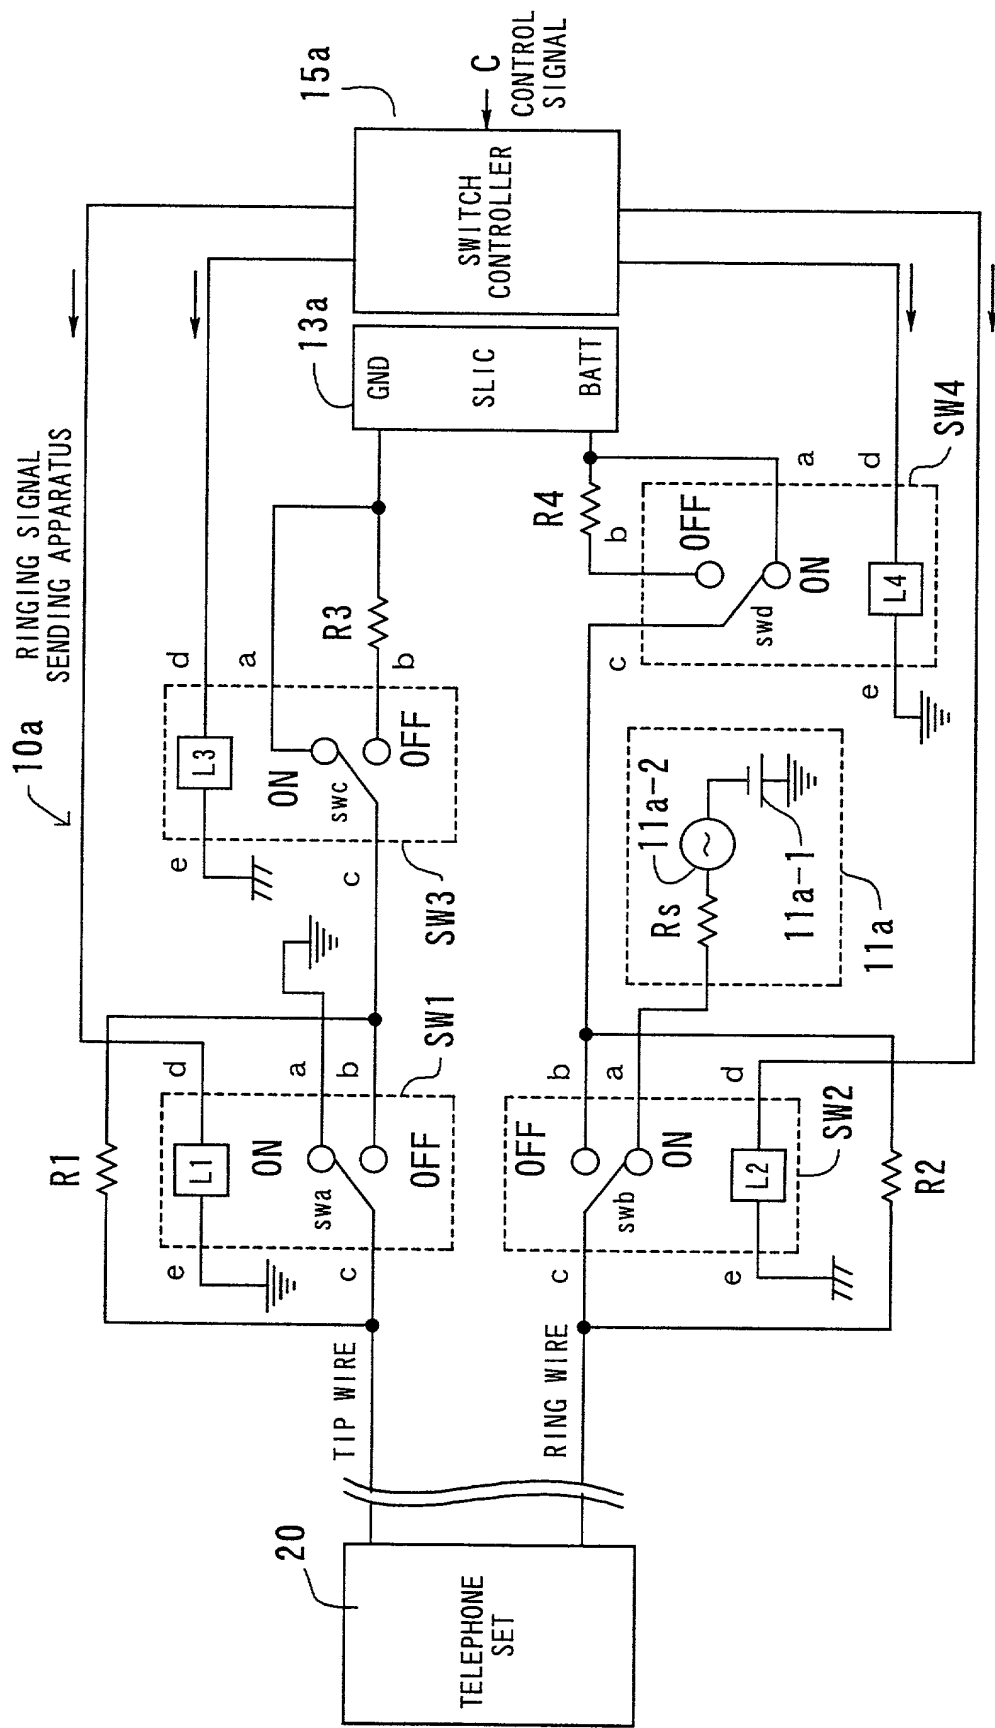 RINGING SIGNAL
SENDING APPARATUS
10a
R1
d
L1
e
ON
swa
OFF
a
b
c
SW1
d
L3
e
ON
swc
OFF
a
b
c
SW3
R3
13a
GND
SLIC
BATT
15a
SWITCH
CONTROLLER
C
CONTROL
SIGNAL
20
TELEPHONE
SET
TIP WIRE
RING WIRE
OFF
swb
ON
b
a
c
d
L2
e
SW2
R2
Rs
11a-2
~
11a-1
11a
R4
b
OFF
swd
ON
a
c
d
L4
e
SW4